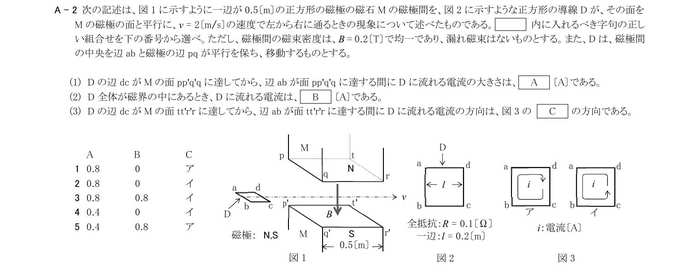 A－2 次の記述は、図1に示すように一辺が0.5〔m〕の正方形の磁極の磁石Mの磁極間を、図2に示すような正方形の導線Dが、その面を
Mの磁極の面と平行に、v＝2〔m/s〕の速度で左から右に通るときの現象について述べたものである。 内に入れるべき字句の正し
い組合せを下の番号から選べ。ただし、磁極間の磁束密度は、B＝0.2〔T〕で均一であり、漏れ磁束はないものとする。また、Dは、磁極間
の中央を辺abと磁極の辺pqが平行を保ち、移動するものとする。
(1) Dの辺dcがMの面pp'q'qに達してから、辺abが面pp'q'qに達する間にDに流れる電流の大きさは、 A 〔A〕である。
(2) D全体が磁界の中にあるとき、Dに流れる電流は、 B 〔A〕である。
(3) Dの辺dcがMの面tt'r'rに達してから、辺abが面tt'r'rに達する間にDに流れる電流の方向は、図3の C の方向である。
A B C
1 0.8 0 ア
2 0.8 0 イ
3 0.8 0.8 イ
4 0.4 0 イ
5 0.4 0.8 ア
M
p t
N
q r
a d
b c
D
v
p' t'
B
磁極: N,S
M q' S r'
0.5〔m〕
図1
D
a d
l
b c
全抵抗:R＝0.1〔Ω〕
一辺:l＝0.2〔m〕
図2
a d
i
b c
ア
a d
i
b c
イ
i:電流〔A〕
図3